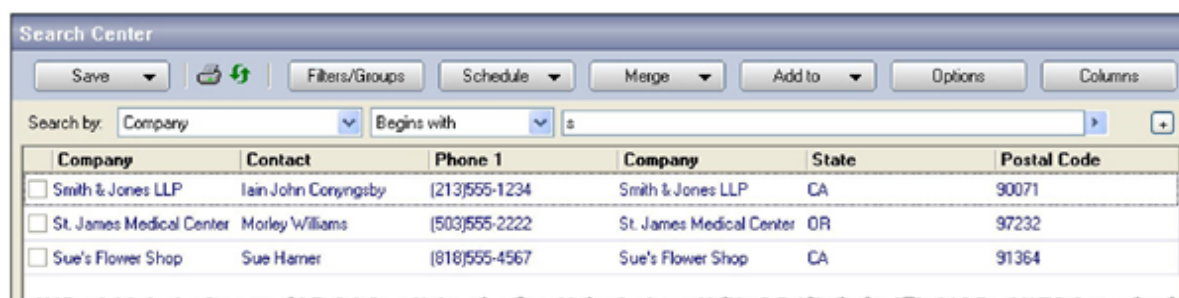 Search Center
Save Filters/Groups Schedule Merge Add to Options Columns
Search by: Company Begins with s
Company Contact Phone 1 Company State Postal Code
Smith & Jones LLP Iain John Conyngsby (213)555-1234 Smith & Jones LLP CA 90071
St. James Medical Center Morley Williams (503)555-2222 St. James Medical Center OR 97232
Sue's Flower Shop Sue Hamer (818)555-4567 Sue's Flower Shop CA 91364